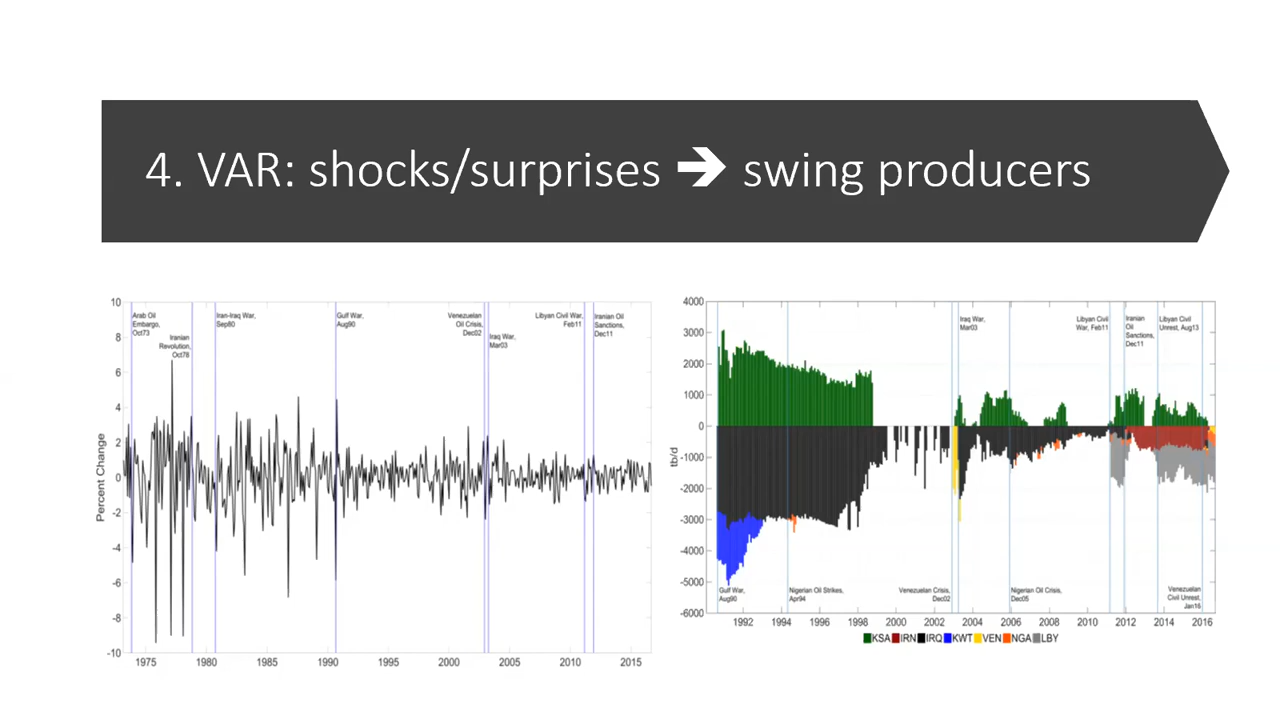 4. VAR: shocks/surprises 🡺 swing producers
10
8
6
4
2
0
-2
-4
-6
-8
-10
Percent Change
Arab Oil
Embargo,
Oct73
Iranian
Revolution,
Oct78
Iran-Iraq War,
Sep80
Gulf War,
Aug90
Venezuelan
Oil Crisis,
Dec02
Iraq War,
Mar03
Libyan Civil War,
Feb11
Iranian Oil
Sanctions,
Dec11
1975 1980 1985 1990 1995 2000 2005 2010 2015
4000
3000
2000
1000
0
-1000
-2000
-3000
-4000
-5000
-6000
tb/d
Iraq War,
Mar03
Libyan Civil
War, Feb11
Iranian
Oil
Sanctions,
Dec11
Libyan Civil
Unrest, Aug13
Gulf War,
Aug90
Nigerian Oil Strikes,
Apr94
Venezuelan Crisis,
Dec02
Nigerian Oil Crisis,
Dec05
Venezuelan
Civil Unrest,
Jan16
1992 1994 1996 1998 2000 2002 2004 2006 2008 2010 2012 2014 2016
KSA IRN IRQ KWT VEN NGA LBY